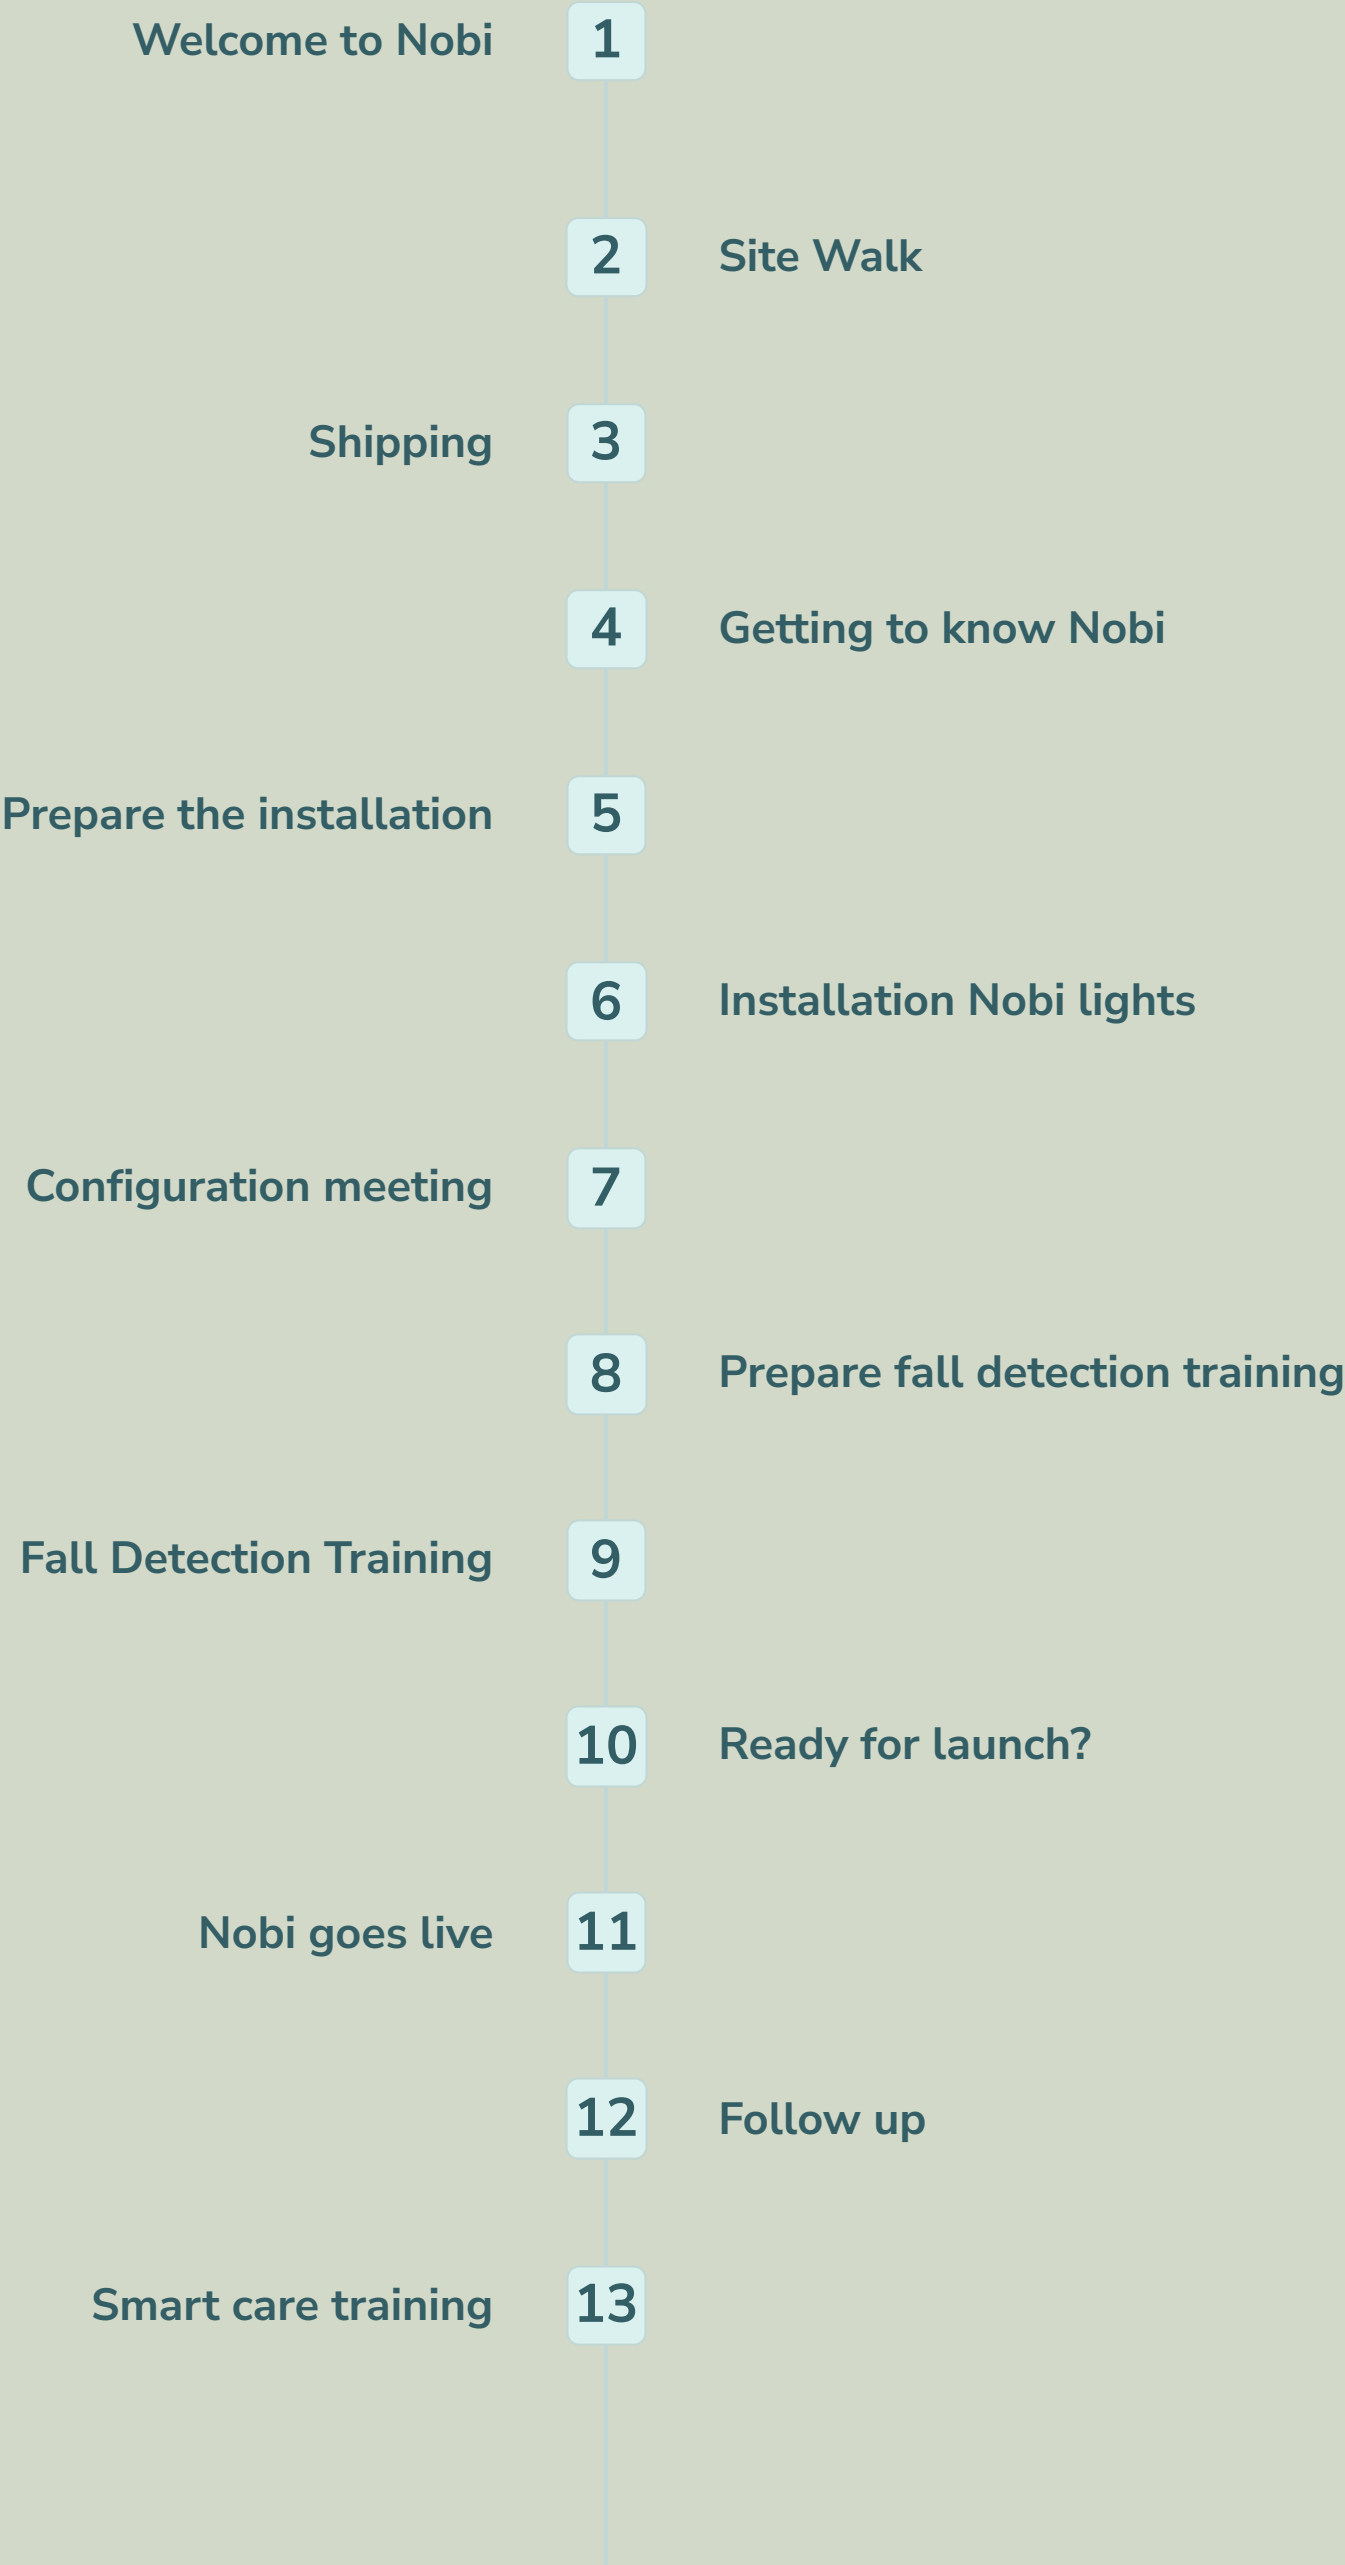 Welcome to Nobi
1
2
Site Walk
Shipping
3
4
Getting to know Nobi
Prepare the installation
5
6
Installation Nobi lights
Configuration meeting
7
8
Prepare fall detection training
Fall Detection Training
9
10
Ready for launch?
Nobi goes live
11
12
Follow up
Smart care training
13